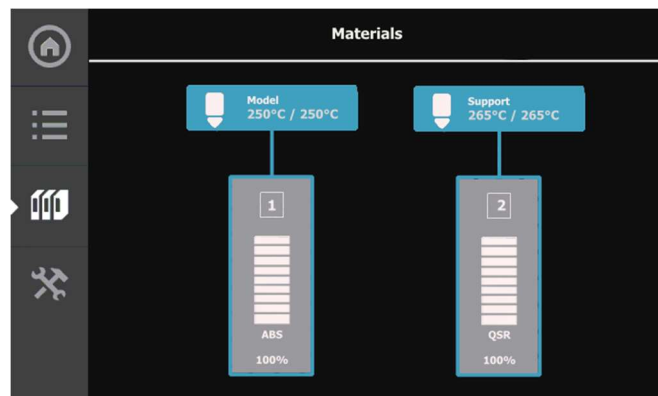 Materials
Model
250°C / 250°C
Support
265°C / 265°C
1
2
ABS
100%
QSR
100%